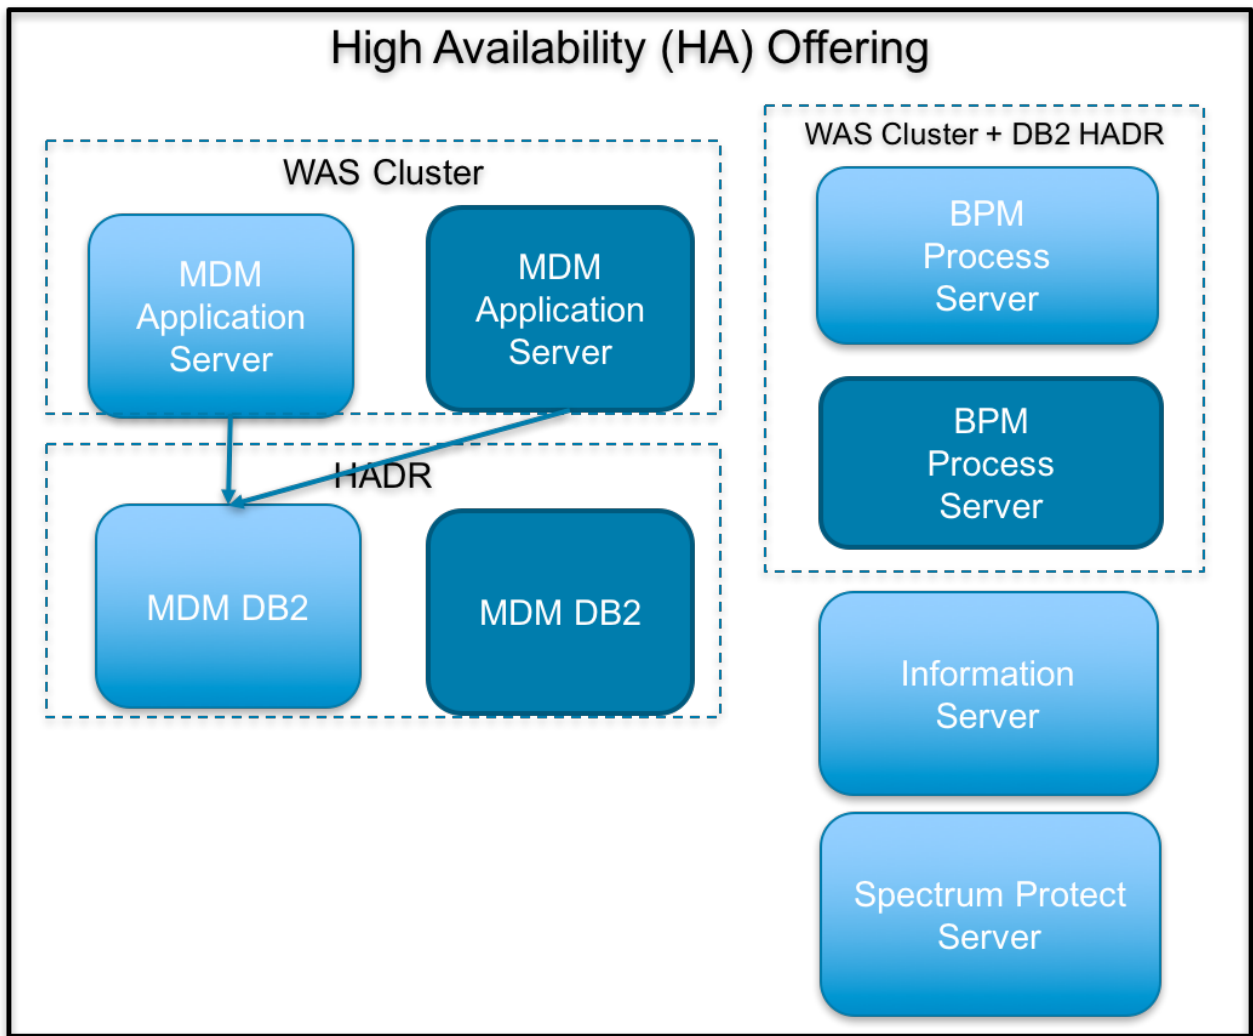 High Availability (HA) Offering
WAS Cluster
MDM
Application
Server
MDM
Application
Server
HADR
MDM DB2
MDM DB2
WAS Cluster + DB2 HADR
BPM
Process
Server
BPM
Process
Server
Information
Server
Spectrum Protect
Server